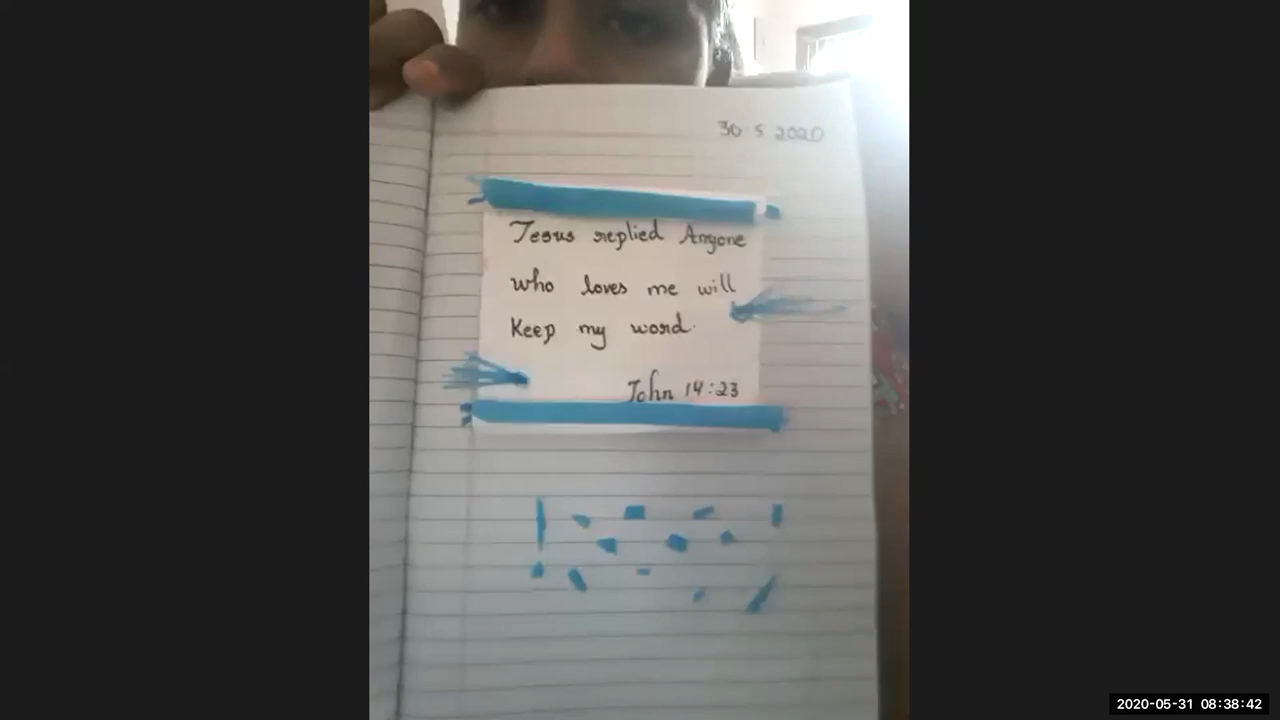 30 5 2020
Jesus replied Anyone
who loves me will
Keep my word.
John 14:23
2020-05-31 08:38:42